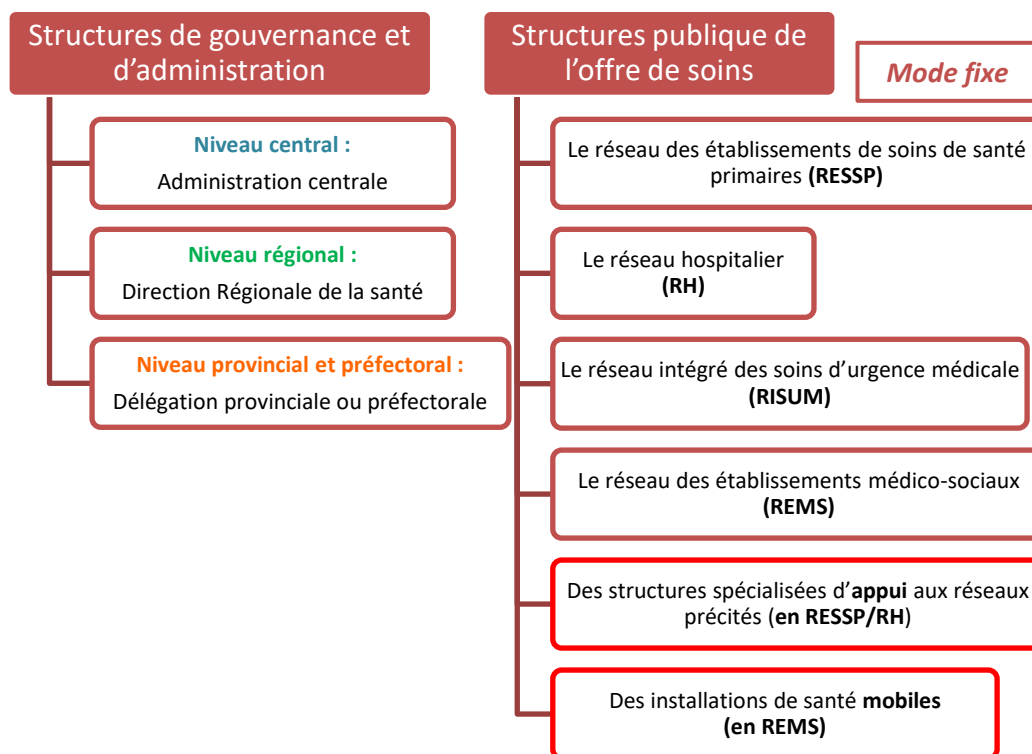 Structures de gouvernance et
d'administration
Niveau central :
Administration centrale
Niveau régional :
Direction Régionale de la santé
Niveau provincial et préfectoral :
Délégation provinciale ou préfectorale
Structures publique de
l'offre de soins
Mode fixe
Le réseau des établissements de soins de santé
primaires (RESSP)
Le réseau hospitalier
(RH)
Le réseau intégré des soins d'urgence médicale
(RISUM)
Le réseau des établissements médico-sociaux
(REMS)
Des structures spécialisées d'appui aux réseaux
précités (en RESSP/RH)
Des installations de santé mobiles
(en REMS)